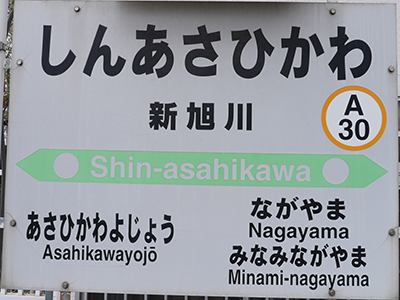 しんあさひかわ
新旭川
A
30
Shin-asahikawa
あさひかわよじょう
Asahikawayojō
ながやま
Nagayama
みなみながやま
Minami-nagayama